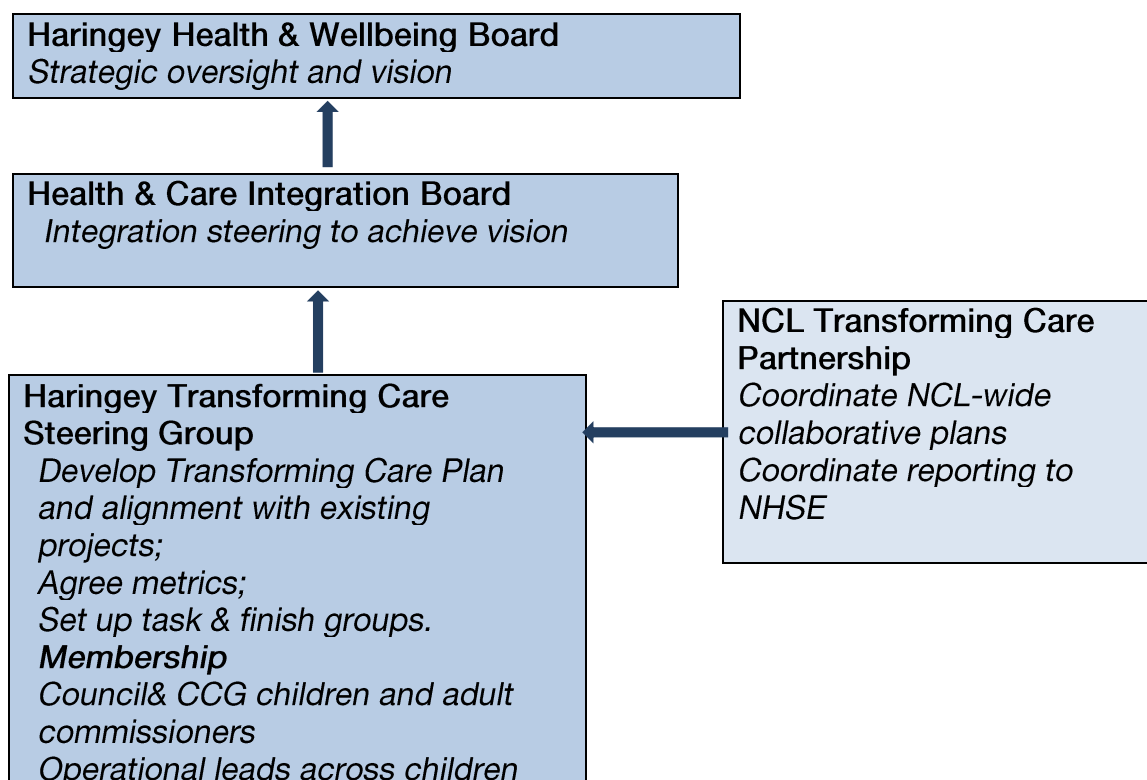 Haringey Health & Wellbeing Board
Strategic oversight and vision
Health & Care Integration Board
Integration steering to achieve vision
NCL Transforming Care
Partnership
Coordinate NCL-wide
collaborative plans
Coordinate reporting to
NHSE
Haringey Transforming Care
Steering Group
Develop Transforming Care Plan
and alignment with existing
projects;
Agree metrics;
Set up task & finish groups.
Membership
Council& CCG children and adult
commissioners
Operational leads across children